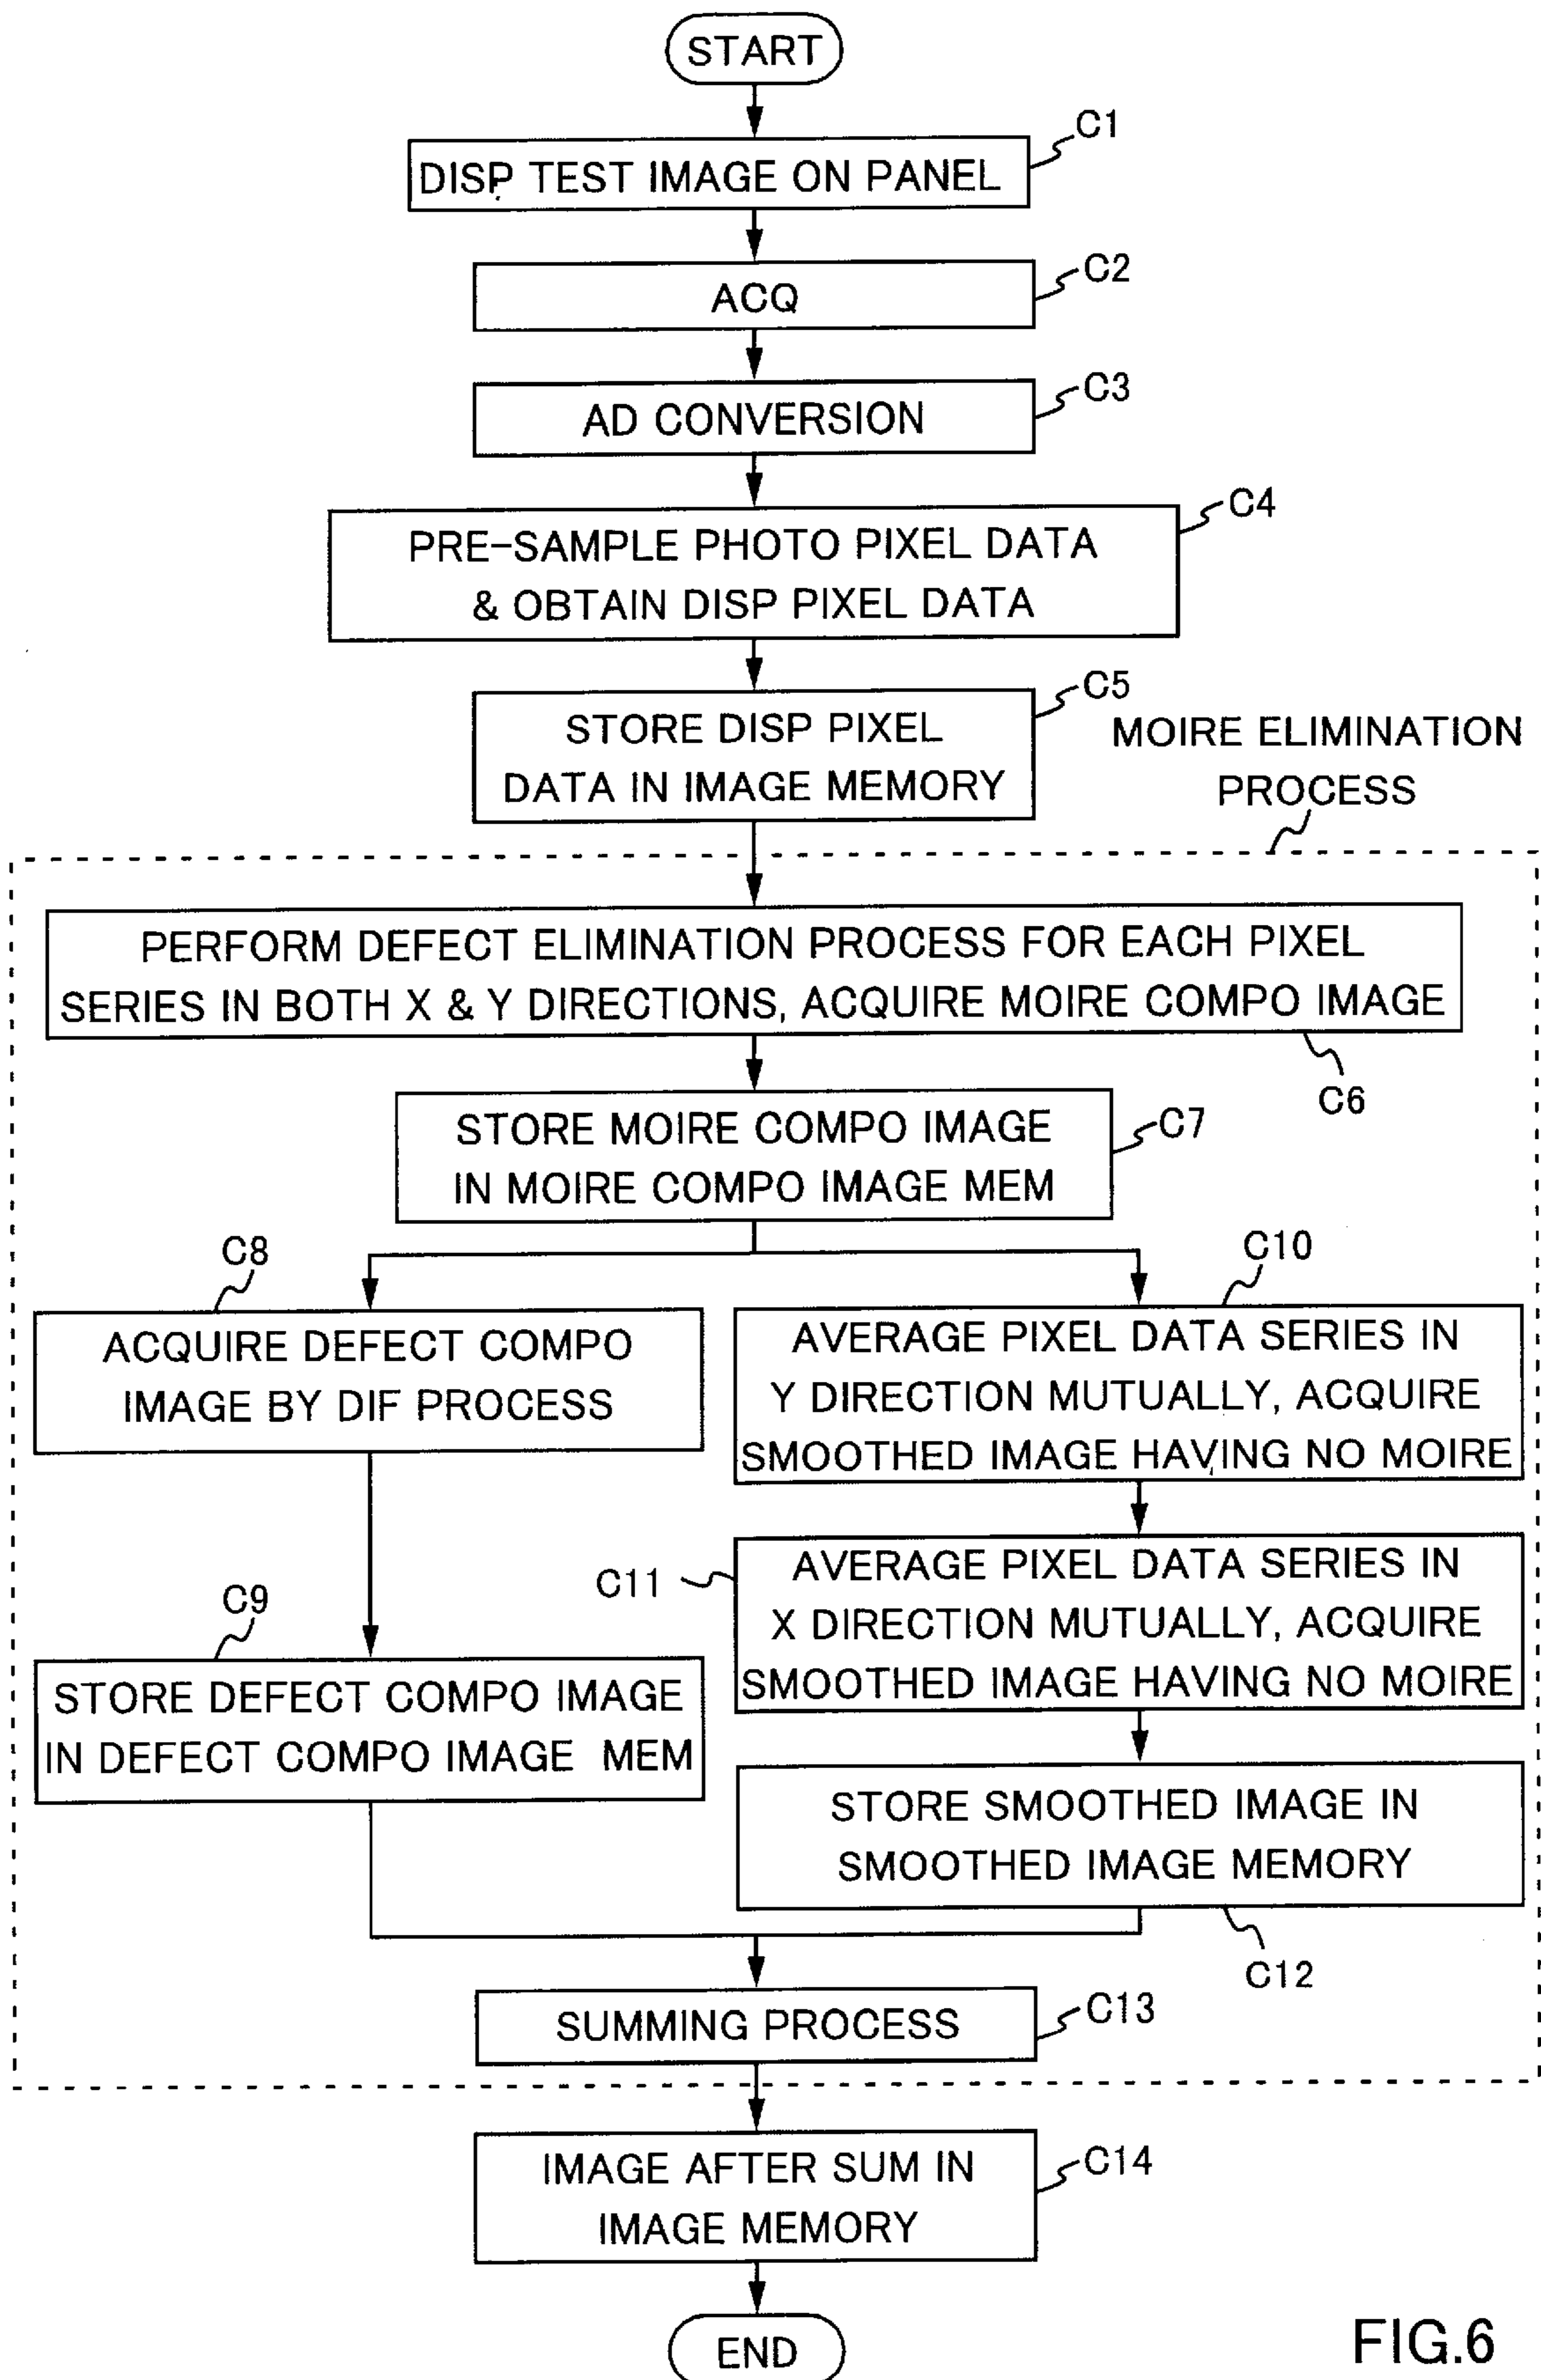 START
C1
DISP TEST IMAGE ON PANEL
C2
ACQ
C3
AD CONVERSION
C4
PRE-SAMPLE PHOTO PIXEL DATA
& OBTAIN DISP PIXEL DATA
C5
STORE DISP PIXEL
DATA IN IMAGE MEMORY
MOIRE ELIMINATION
PROCESS
PERFORM DEFECT ELIMINATION PROCESS FOR EACH PIXEL
SERIES IN BOTH X & Y DIRECTIONS, ACQUIRE MOIRE COMPO IMAGE
C6
STORE MOIRE COMPO IMAGE
IN MOIRE COMPO IMAGE MEM
C7
C8
ACQUIRE DEFECT COMPO
IMAGE BY DIF PROCESS
C9
STORE DEFECT COMPO IMAGE
IN DEFECT COMPO IMAGE MEM
C10
AVERAGE PIXEL DATA SERIES IN
Y DIRECTION MUTUALLY, ACQUIRE
SMOOTHED IMAGE HAVING NO MOIRE
C11
AVERAGE PIXEL DATA SERIES IN
X DIRECTION MUTUALLY, ACQUIRE
SMOOTHED IMAGE HAVING NO MOIRE
STORE SMOOTHED IMAGE IN
SMOOTHED IMAGE MEMORY
C12
SUMMING PROCESS
C13
IMAGE AFTER SUM IN
IMAGE MEMORY
C14
END
FIG.6